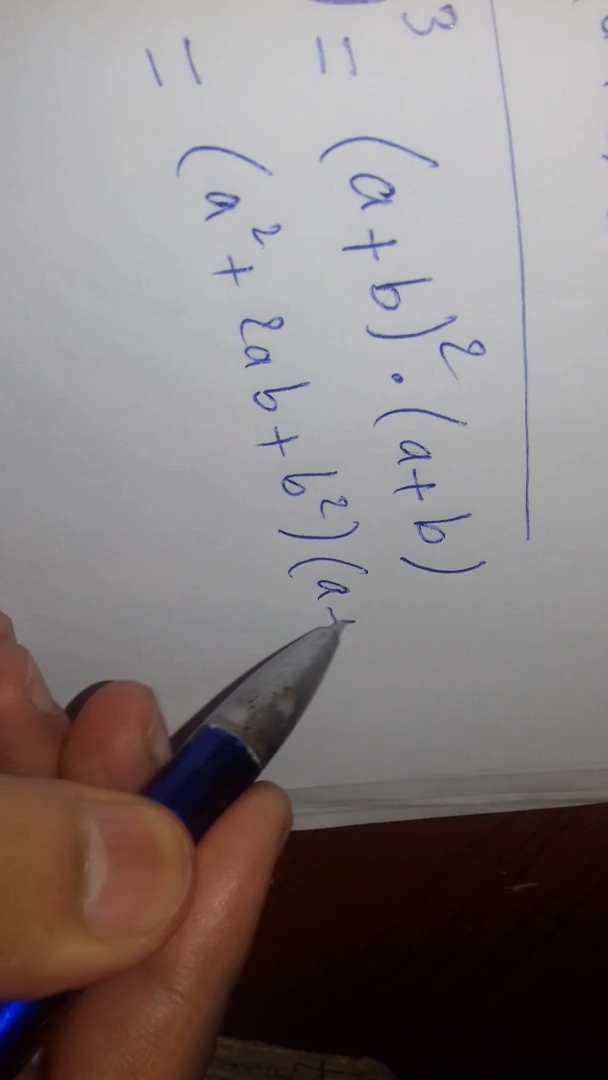 )³ = (a+b)²·(a+b)
= (a²+2ab+b²)(a+